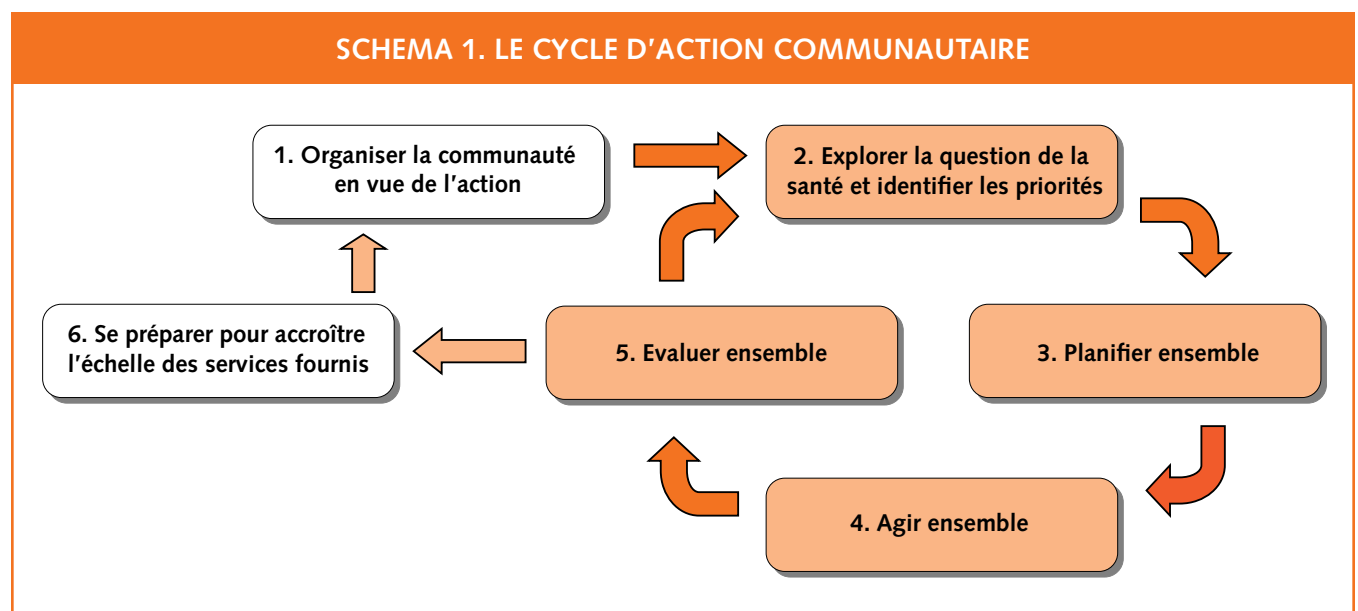 SCHEMA 1. LE CYCLE D'ACTION COMMUNAUTAIRE
1. Organiser la communauté
en vue de l'action
2. Explorer la question de la
santé et identifier les priorités
3. Planifier ensemble
4. Agir ensemble
5. Evaluer ensemble
6. Se préparer pour accroître
l'échelle des services fournis